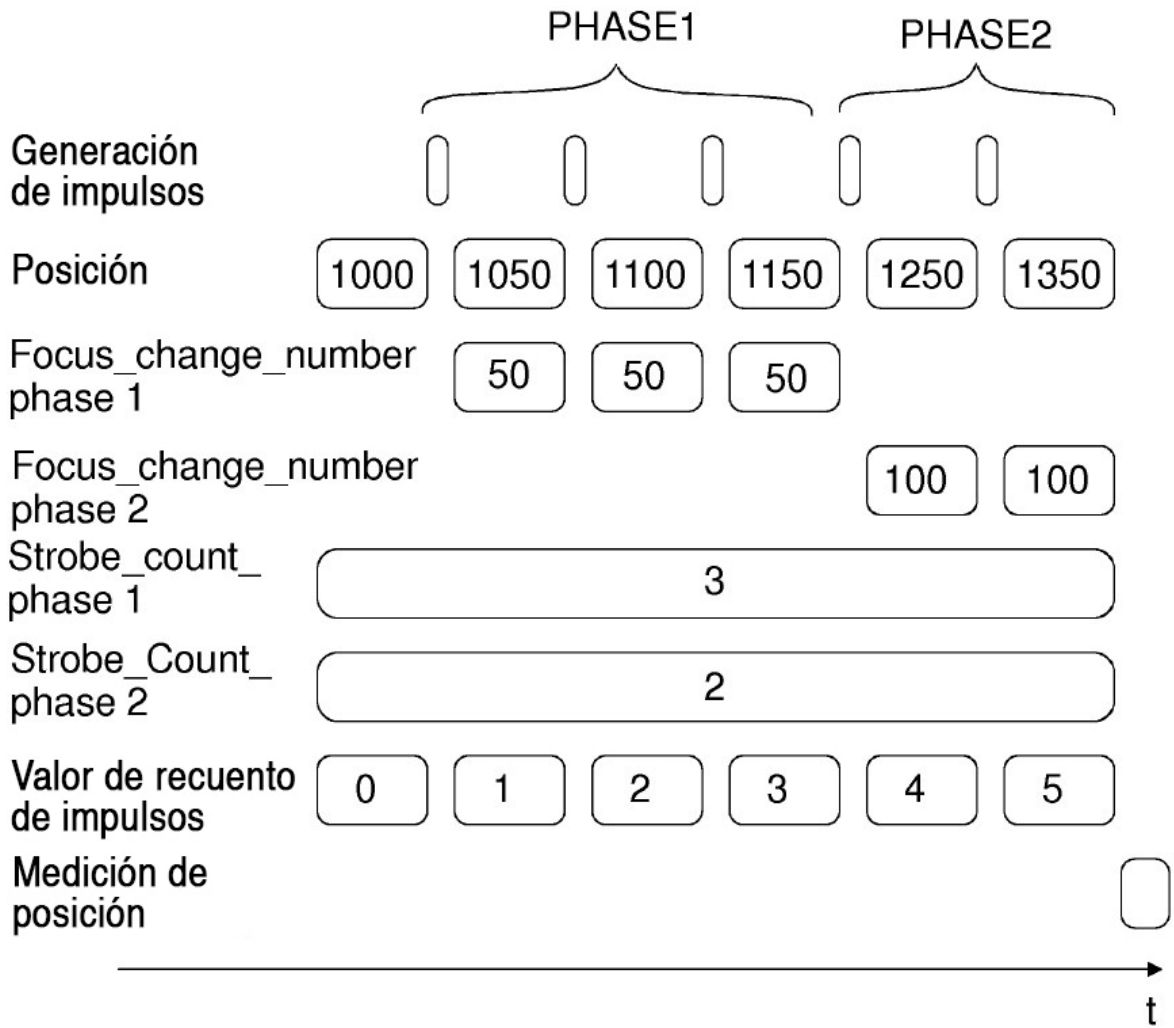 PHASE1 PHASE2
Generación
de impulsos
Posición 1000 1050 1100 1150 1250 1350
Focus_change_number
phase 1
50 50 50
Focus_change_number
phase 2
100 100
Strobe_count_
phase 1
3
Strobe_Count_
phase 2
2
Valor de recuento
de impulsos
0 1 2 3 4 5
Medición de
posición
t